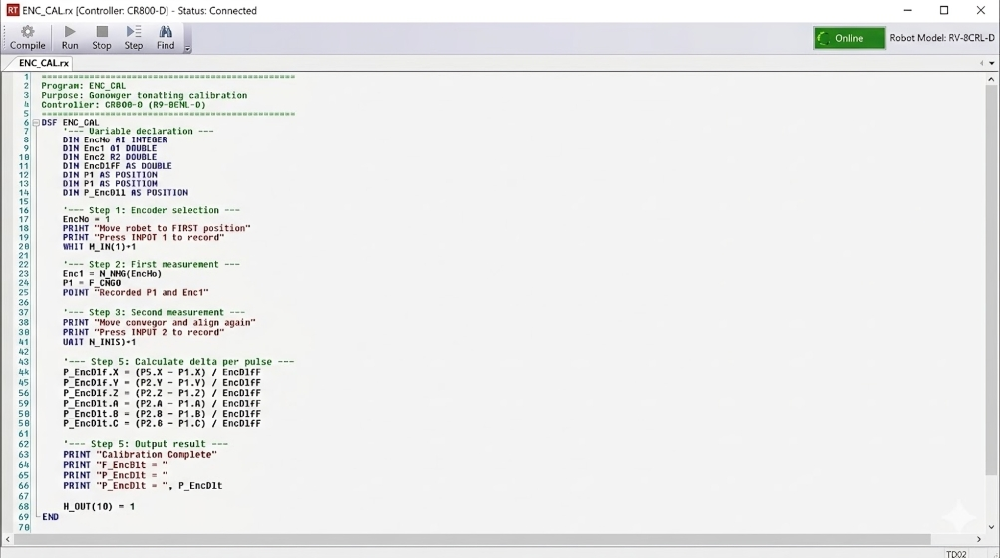 RT ENC_CAL.rx [Controller: CR800-D] - Status: Connected
Compile Run Stop Step Find
Online Robot Model: RV-8CRL-D
ENC_CAL.rx
1 ================================================
2 Program: ENC_CAL
3 Purpose: Gonowger tonatbing calibration
4 Controlier: CR800-D (R9-BENL-D)
5 ================================================
6 DSF ENC_CAL
7 '--- Uariable declaration ---
8 DIN EncNo AI INTEGER
9 DIN Enc1 01 DOUBLE
10 DIN Enc2 R2 DOUBLE
11 DIN EncDlfF AS DOUBLE
12 DIN P1 AS POSITION
13 DIN P1 AS POSITIOM
14 DIN P_EncD1l AS POSITION
15
16 '--- Step 1: Encoder selection ---
17 EncNo = 1
18 PRINT "Move robet to FIRST position"
19 PRINT "Press INPOT 1 to record"
20 WHIT M_IN(1)+1
21
22 '--- Step 2: First measurement ---
23 Enc1 = N_NNG(EncHo)
24 P1 = F_CNGO
25 POINT "Recorded P1 and Enc1"
36
37 '--- Step 3: Second measurement ---
38 PRINT "Move convegor and align again"
30 PRINT "Press INPUT 2 to record"
41 UAIT N_INIS)+1
42
43 '--- Step 5: Calculate delta per pulse ---
44 P_EncDlf.X = (P5.X - P1.X) / EncDlfF
45 P_EncDlf.Y = (P2.Y - P1.Y) / EncDlfF
56 P_EncDlf.Z = (P2.Z - P1.Z) / EncDlfF
59 P_EncDlt.A = (P2.A - P1.A) / EncDlfF
50 P_EncDlt.B = (P2.8 - P1.B) / EncDlfF
58 P_EncDlt.C = (P2.6 - P1.C) / EncDlfF
61
62 '--- Step 5: Output result ---
63 PRINT "Calibration Complete"
64 PRINT "F_EncBlt = "
65 PRINT "P_EncDlt = "
66 PRINT "P_EncDlt = ", P_EncDlt
67
68 H_OUT(10) = 1
69 END
70
TD02